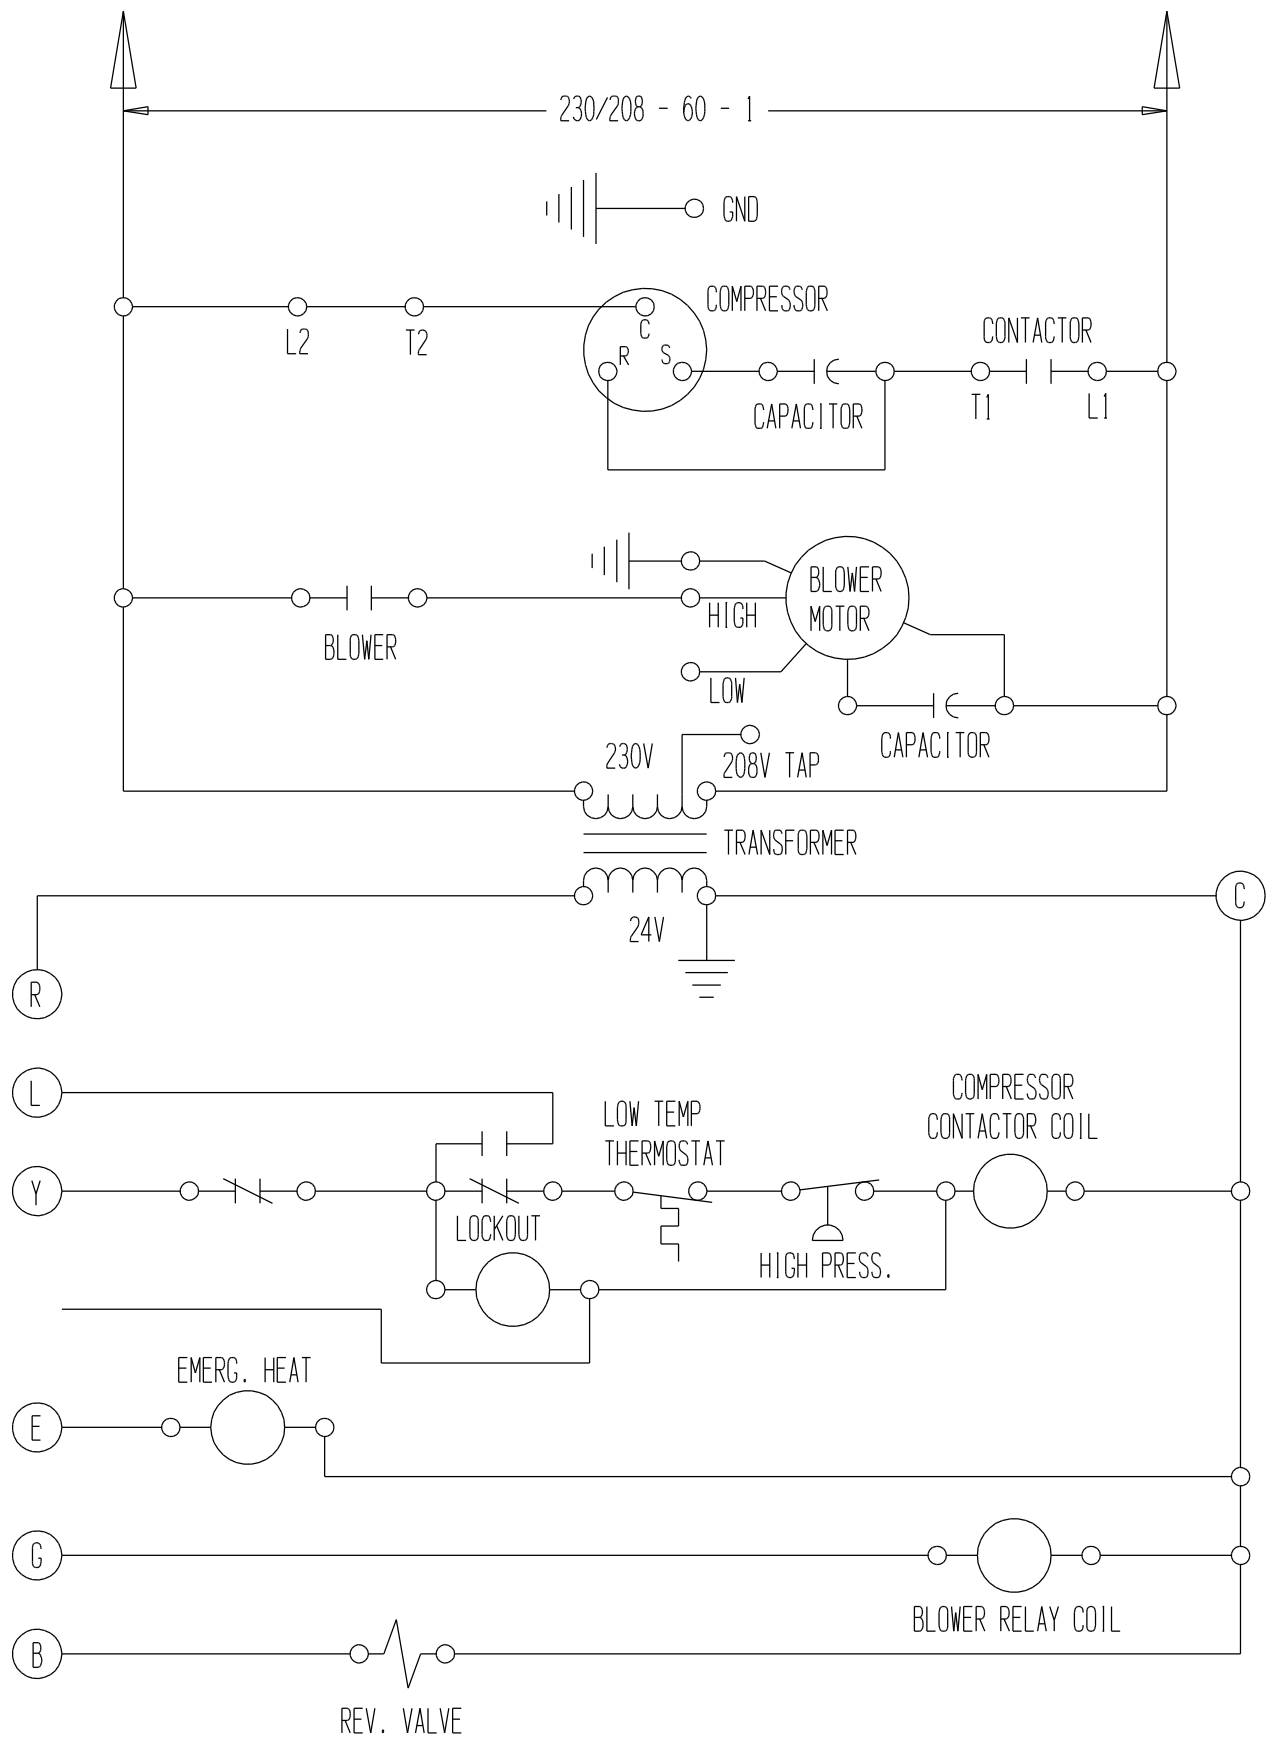 230/208 - 60 - 1
GND
COMPRESSOR
C
R
S
L2
T2
CONTACTOR
CAPACITOR
T1
L1
BLOWER
MOTOR
HIGH
BLOWER
LOW
CAPACITOR
230V
208V TAP
TRANSFORMER
C
24V
R
L
COMPRESSOR
CONTACTOR COIL
LOW TEMP
THERMOSTAT
Y
LOCKOUT
HIGH PRESS.
EMERG. HEAT
E
G
BLOWER RELAY COIL
B
REV. VALVE